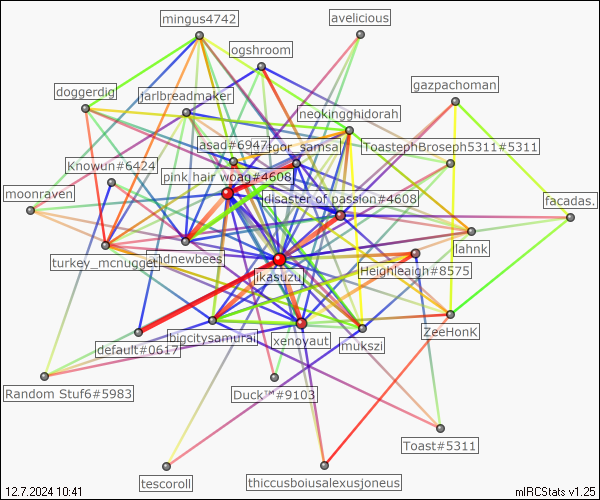 mingus4742
avelicious
ogshroom
gazpachoman
doggerdig
jarlbreadmaker
neokingghidorah
asad#6947
gregor_samsa
ToastephBroseph5311#5311
Knowun#6424
pink hair woag#4608
moonraven
disaster of passion#4608
facadas.
turkey_mcnugget
andnewbees
lahnk
ikasuzu
Heighleaigh#8575
default#0617
bigcitysamurai
xenoyaut
mukszi
ZeeHonK
Random Stuf6#5983
Duck™#9103
Toast#5311
tescoroll
thiccusboiusalexusjoneus
12.7.2024 10:41
mIRCStats v1.25